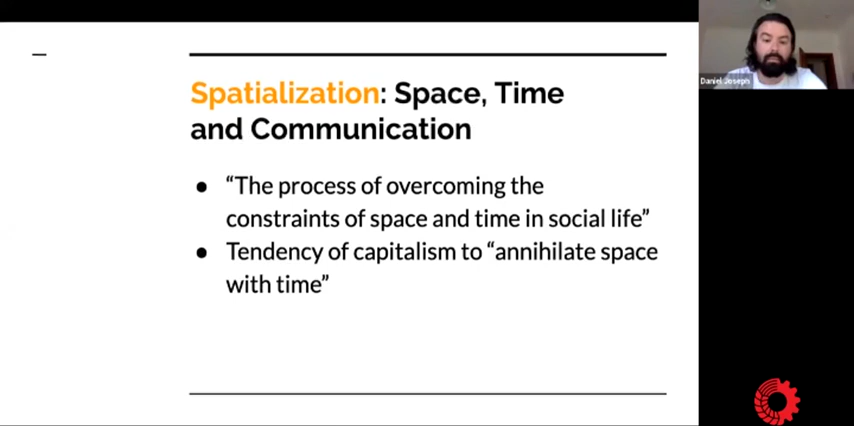 Spatialization: Space, Time
and Communication
● “The process of overcoming the
constraints of space and time in social life”
● Tendency of capitalism to “annihilate space
with time”
Daniel Joseph